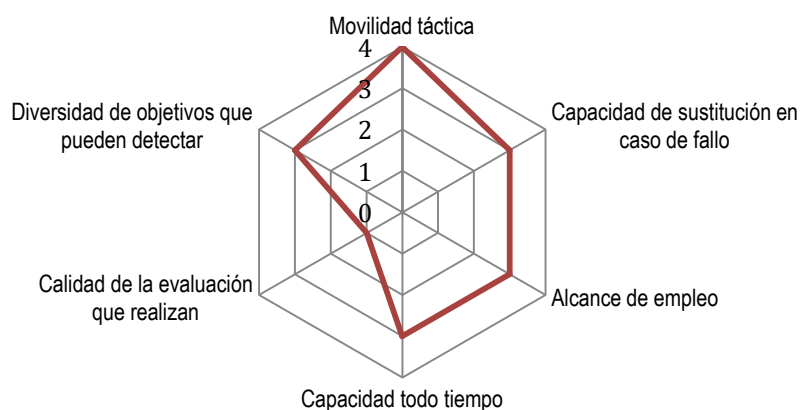 Movilidad táctica
4
3
2
1
0
Diversidad de objetivos que
pueden detectar
Capacidad de sustitución en
caso de fallo
Calidad de la evaluación
que realizan
Alcance de empleo
Capacidad todo tiempo